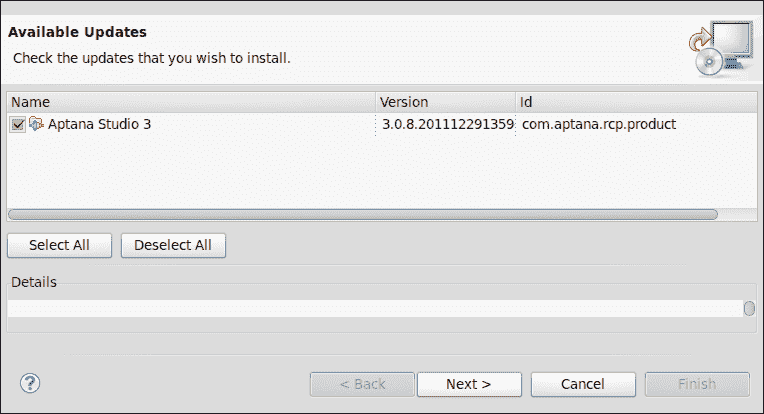 Available Updates
Check the updates that you wish to install.
Name Version Id
Aptana Studio 3 3.0.8.201112291359 com.aptana.rcp.product
Select All Deselect All
Details
?
< Back Next > Cancel Finish